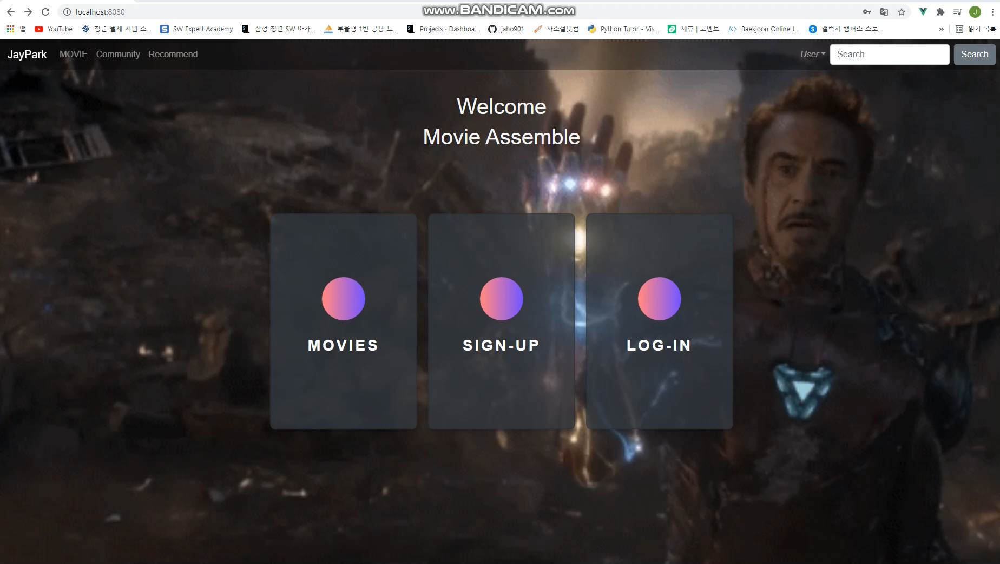 localhost:8080
www.BANDICAM.com
J
앱
YouTube
청년 월세 지원 소...
S
SW Expert Academy
삼성 청년 SW 아카...
부울경 1반 공용 노...
Projects · Dashboa...
jaho901
자소설닷컴
Python Tutor - Vis...
제휴 | 코멘토
Baekjoon Online J...
S
갤럭시 캠퍼스 스토...
»
읽기 목록
JayPark
MOVIE
Community
Recommend
User
Search
Search
Welcome
Movie Assemble
MOVIES
SIGN-UP
LOG-IN